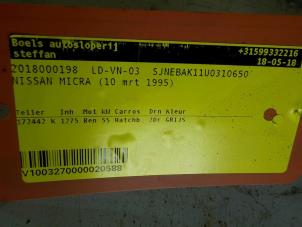 Boels autosloperij +31599332216
steffan 18-05-18
2018000198 LD-VN-03 SJNEBAK11U0310650
NISSAN MICRA (10 mrt 1995)
Teller Inh Mot kW Carros Drn Kleur
172442 K 1275 Ben 55 Hatchb 2Dr GRIJS
V1003270000020588